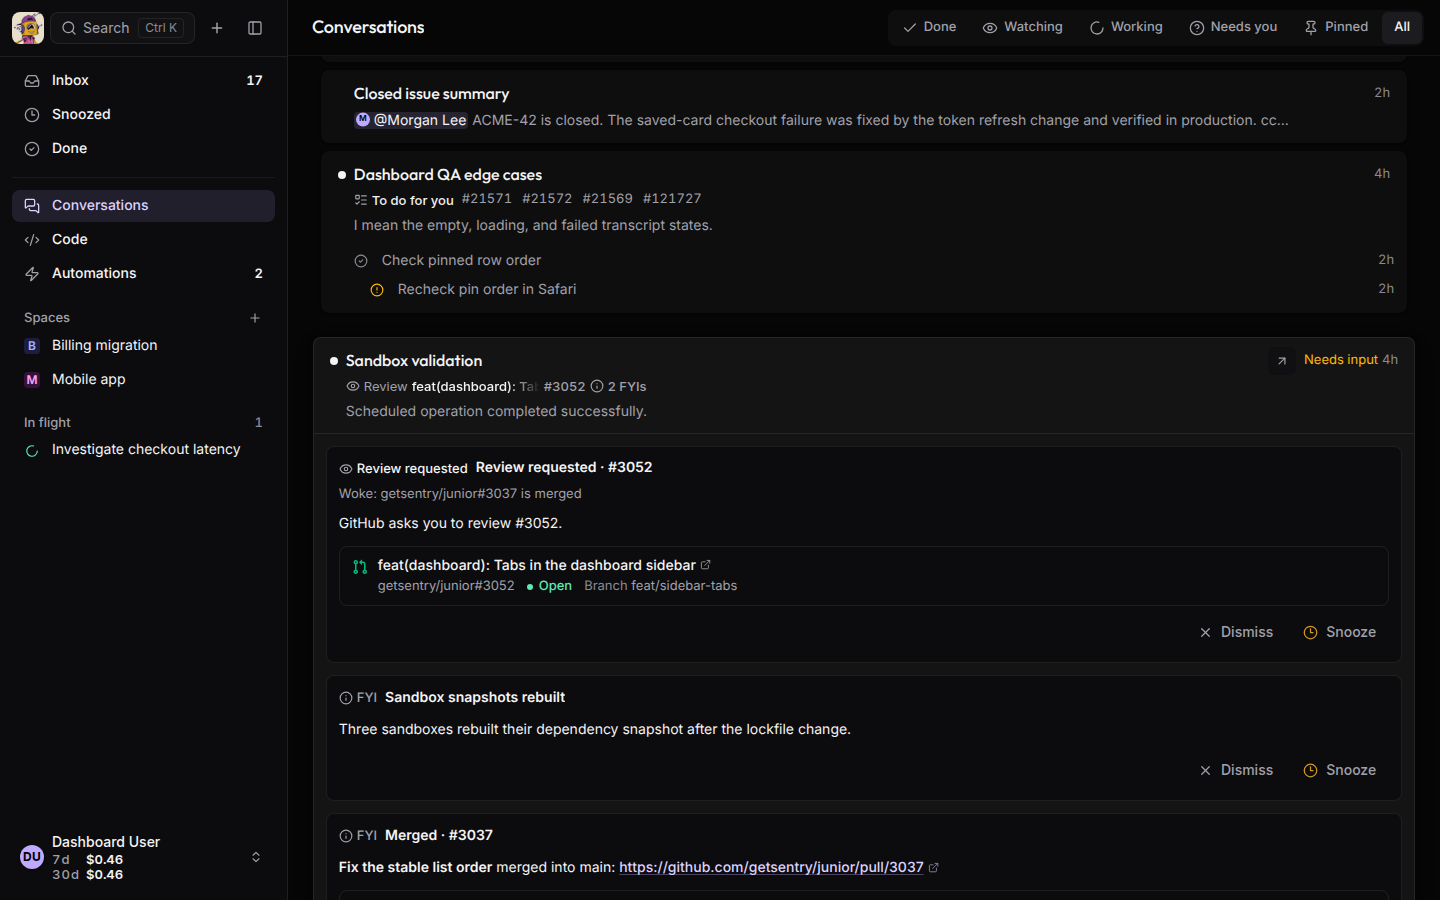 Search Ctrl K
Inbox 17
Snoozed
Done
Conversations
Code
Automations 2
Spaces
B Billing migration
M Mobile app
In flight 1
Investigate checkout latency
DU Dashboard User
7d $0.46
30d $0.46
Conversations
Done Watching Working Needs you Pinned All
Closed issue summary 2h
M @Morgan Lee ACME-42 is closed. The saved-card checkout failure was fixed by the token refresh change and verified in production. cc...
Dashboard QA edge cases 4h
To do for you #21571 #21572 #21569 #121727
I mean the empty, loading, and failed transcript states.
Check pinned row order 2h
Recheck pin order in Safari 2h
Sandbox validation Needs input 4h
Review feat(dashboard): Tab #3052 2 FYIs
Scheduled operation completed successfully.
Review requested Review requested · #3052
Woke: getsentry/junior#3037 is merged
GitHub asks you to review #3052.
feat(dashboard): Tabs in the dashboard sidebar
getsentry/junior#3052 Open Branch feat/sidebar-tabs
Dismiss Snooze
FYI Sandbox snapshots rebuilt
Three sandboxes rebuilt their dependency snapshot after the lockfile change.
Dismiss Snooze
FYI Merged · #3037
Fix the stable list order merged into main: https://github.com/getsentry/junior/pull/3037